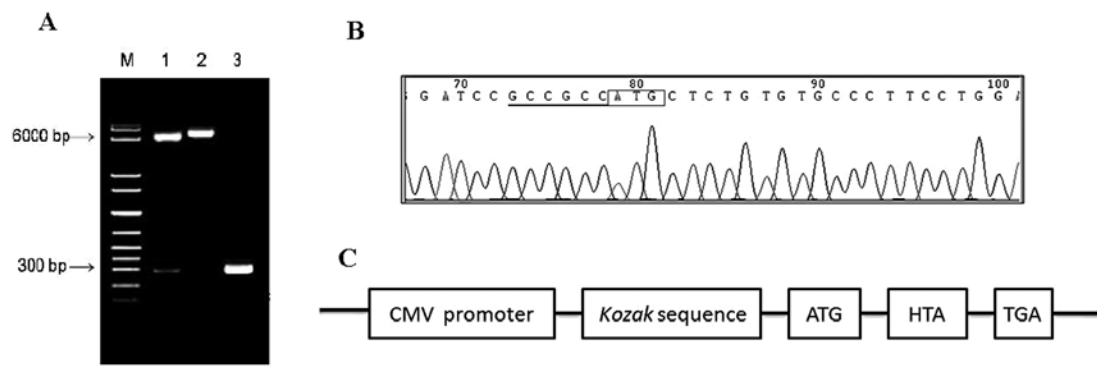 A
M 1 2 3
6000 bp
300 bp
B
70 80 90 100
G A T C C G C C G C C A T G C T C T G T G T G C C C T T C C T G G
C
CMV promoter Kozak sequence ATG HTA TGA